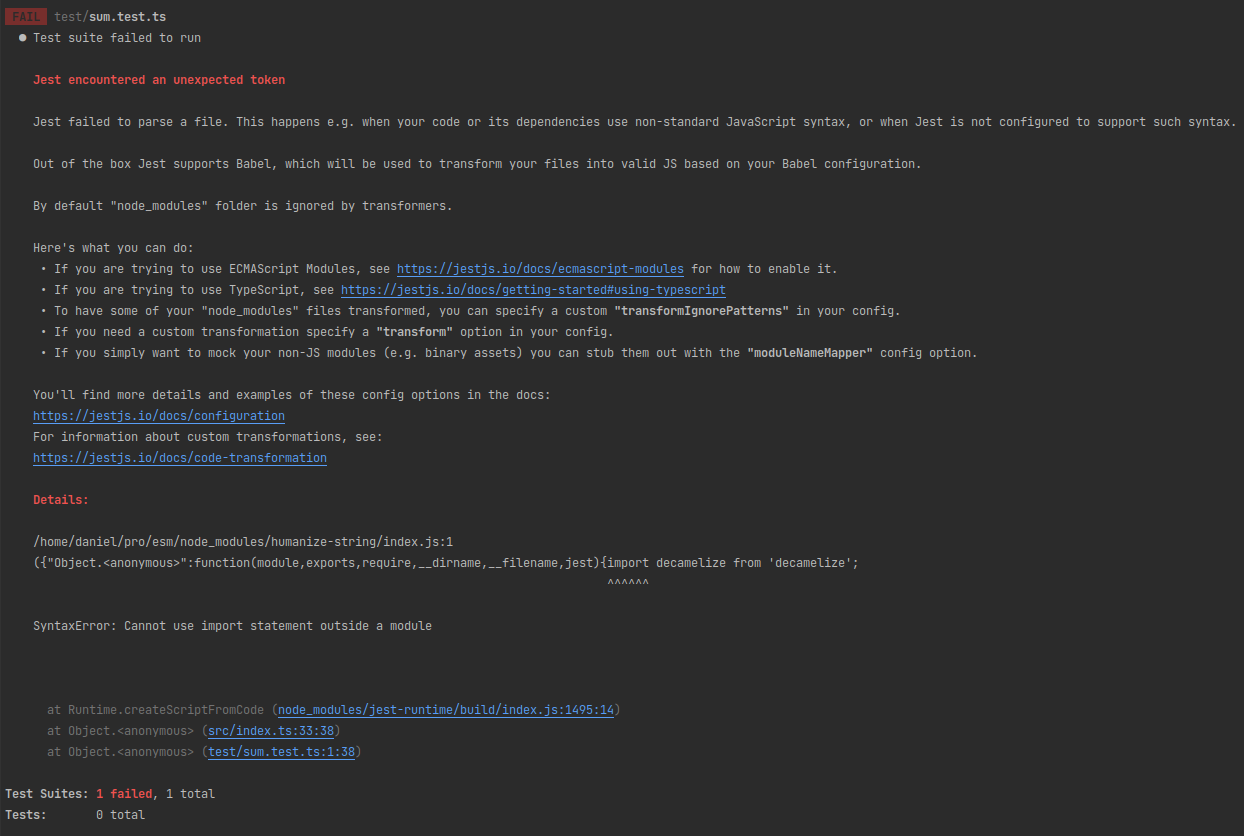 FAIL test/sum.test.ts
● Test suite failed to run
Jest encountered an unexpected token
Jest failed to parse a file. This happens e.g. when your code or its dependencies use non-standard JavaScript syntax, or when Jest is not configured to support such syntax.
Out of the box Jest supports Babel, which will be used to transform your files into valid JS based on your Babel configuration.
By default "node_modules" folder is ignored by transformers.
Here's what you can do:
• If you are trying to use ECMAScript Modules, see https://jestjs.io/docs/ecmascript-modules for how to enable it.
• If you are trying to use TypeScript, see https://jestjs.io/docs/getting-started#using-typescript
• To have some of your "node_modules" files transformed, you can specify a custom "transformIgnorePatterns" in your config.
• If you need a custom transformation specify a "transform" option in your config.
• If you simply want to mock your non-JS modules (e.g. binary assets) you can stub them out with the "moduleNameMapper" config option.
You'll find more details and examples of these config options in the docs:
https://jestjs.io/docs/configuration
For information about custom transformations, see:
https://jestjs.io/docs/code-transformation
Details:
/home/daniel/pro/esm/node_modules/humanize-string/index.js:1
({"Object.<anonymous>":function(module,exports,require,__dirname,__filename,jest){import decamelize from 'decamelize';
^^^^^^
SyntaxError: Cannot use import statement outside a module
at Runtime.createScriptFromCode (node_modules/jest-runtime/build/index.js:1495:14)
at Object.<anonymous> (src/index.ts:33:38)
at Object.<anonymous> (test/sum.test.ts:1:38)
Test Suites: 1 failed, 1 total
Tests: 0 total